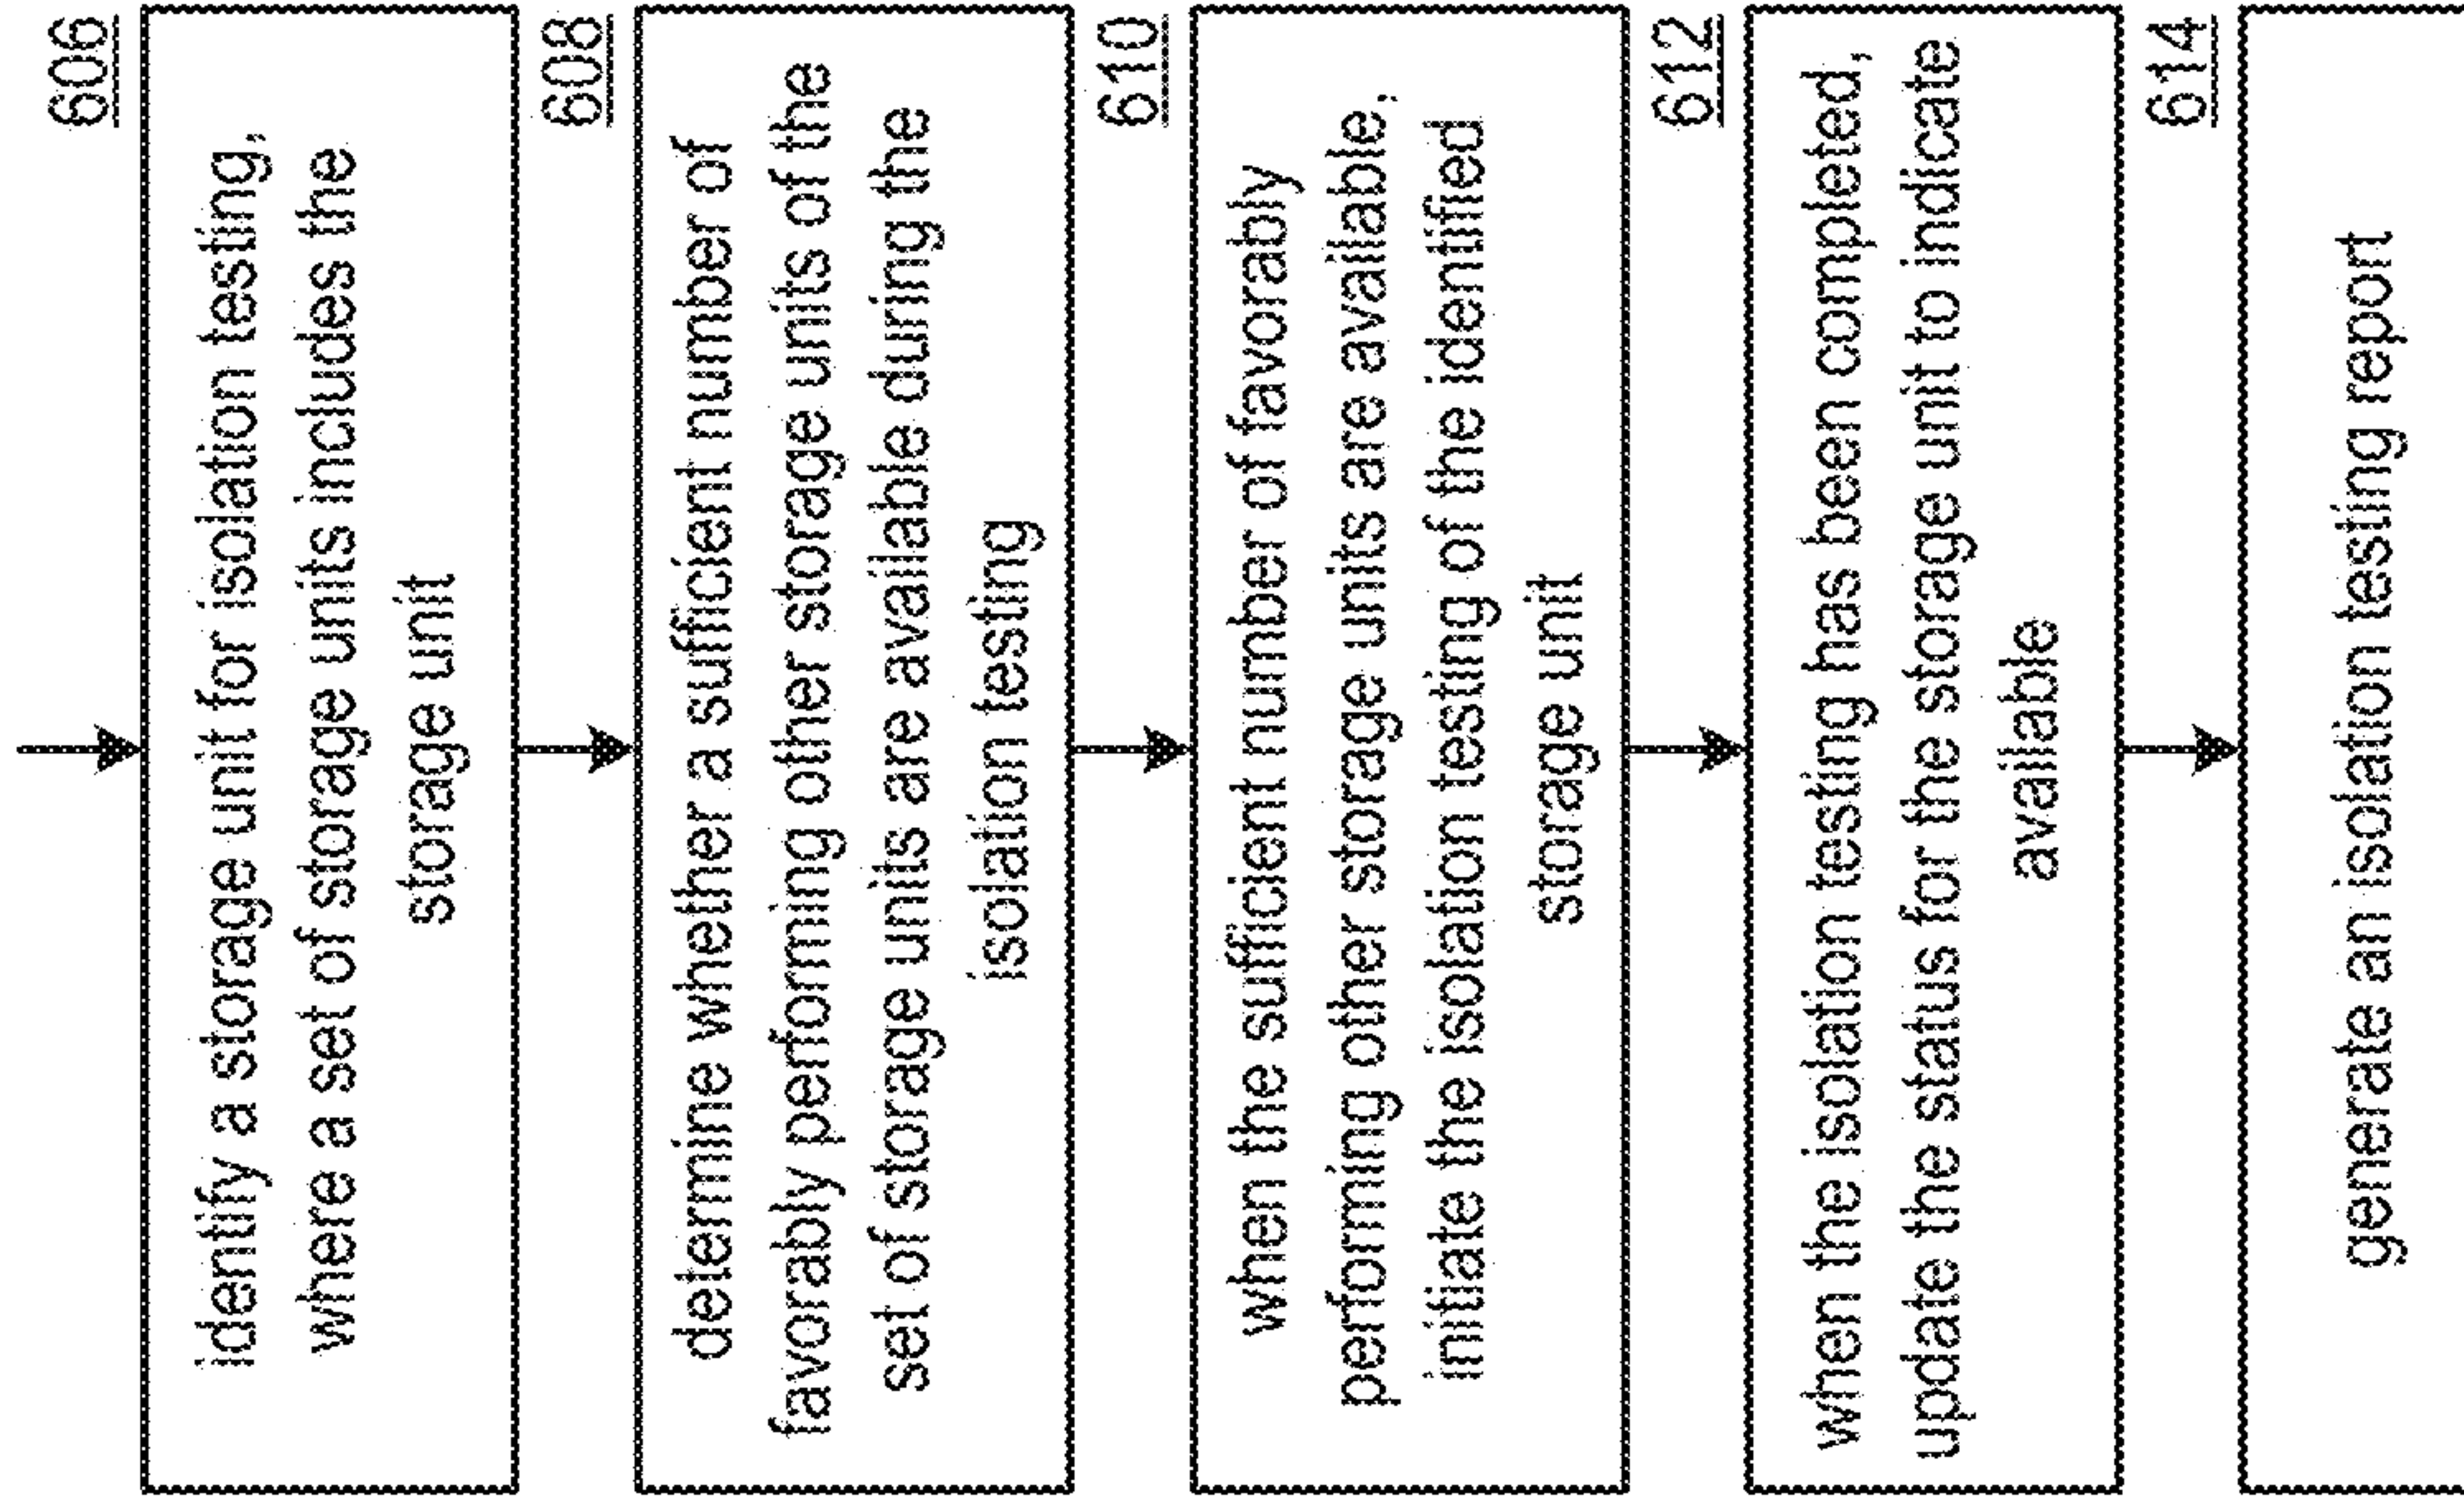 606
identify a storage unit for isolation testing,
where a set of storage units includes the
storage unit
608
determine whether a sufficient number of
favorably performing other storage units of the
set of storage units are available during the
isolation testing
610
when the sufficient number of favorably
performing other storage units are available,
initiate the isolation testing of the identified
storage unit
612
when the isolation testing has been completed,
update the status for the storage unit to indicate
available
614
generate an isolation testing report